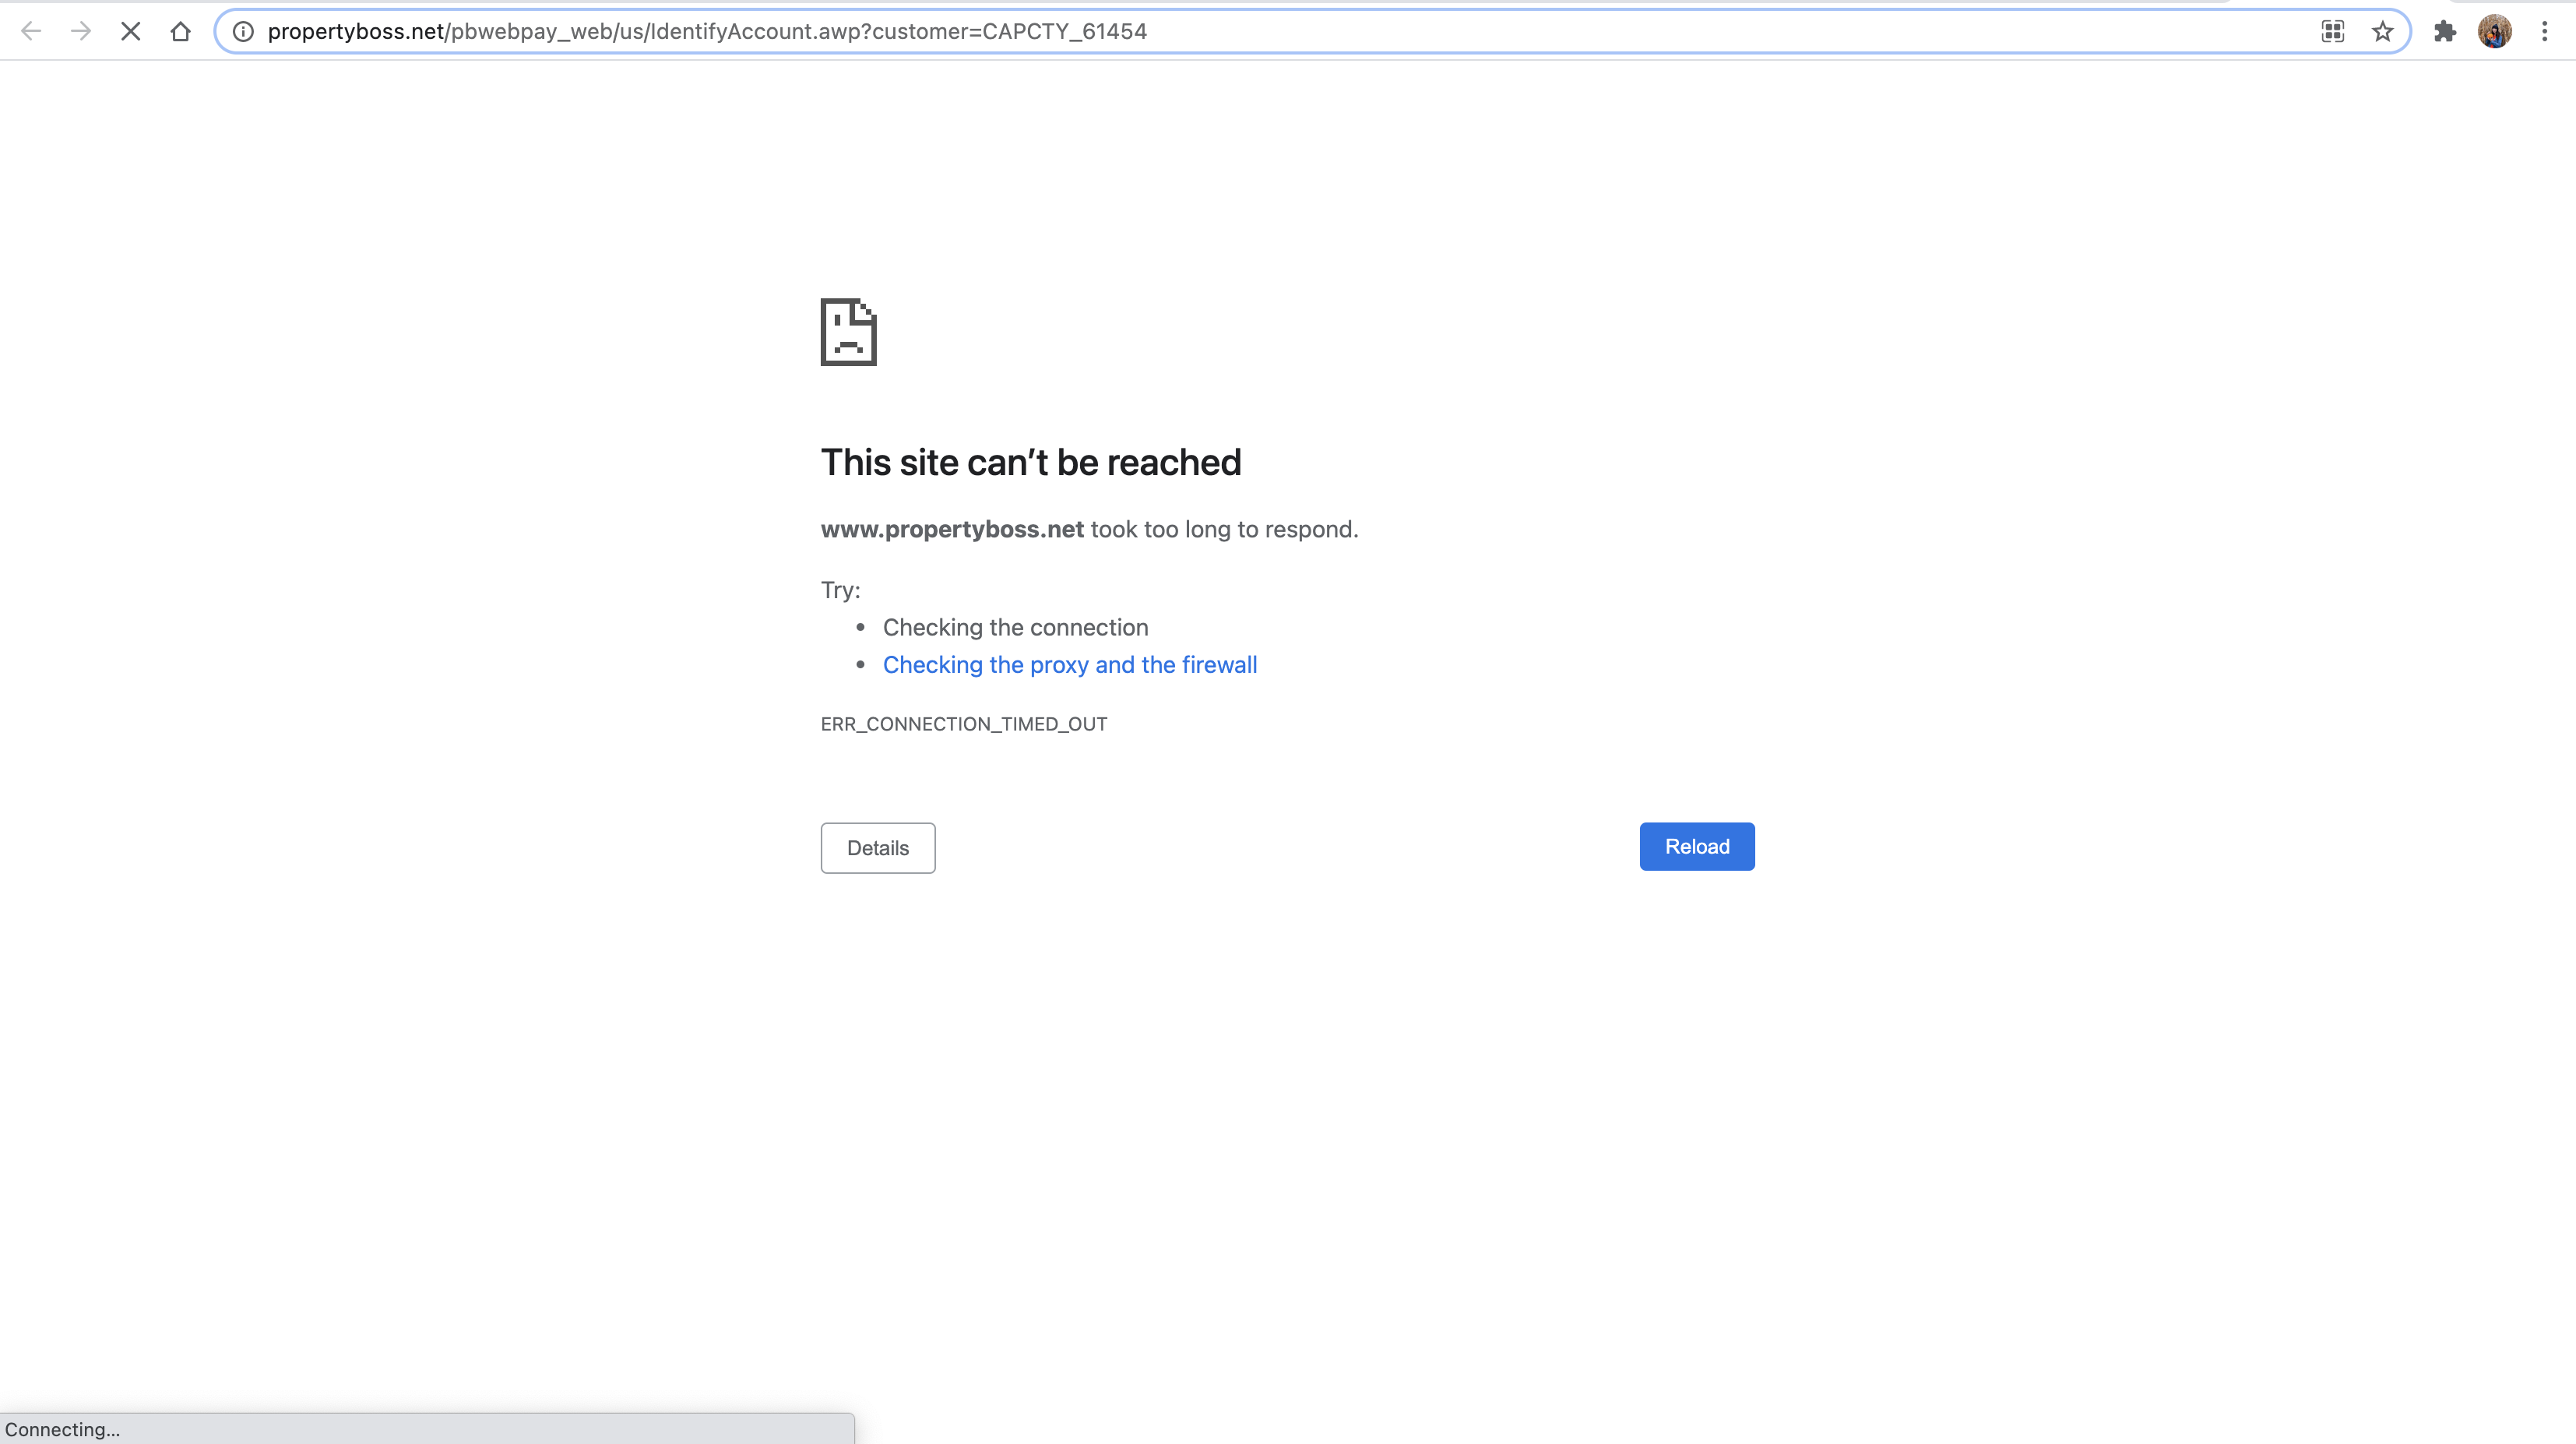 propertyboss.net/pbwebpay_web/us/IdentifyAccount.awp?customer=CAPCTY_61454
This site can’t be reached
www.propertyboss.net took too long to respond.
Try:
• Checking the connection
• Checking the proxy and the firewall
ERR_CONNECTION_TIMED_OUT
Details
Reload
Connecting...